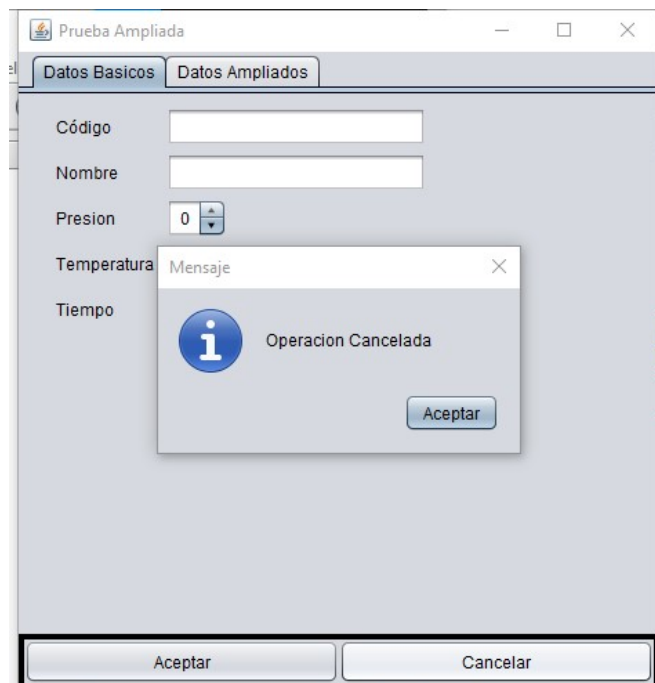 Prueba Ampliada
Datos Basicos
Datos Ampliados
Código
Nombre
Presion
0
Temperatura
Mensaje
Tiempo
Operacion Cancelada
Aceptar
Aceptar
Cancelar